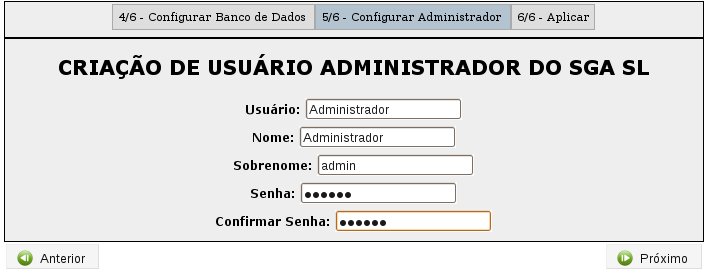 4/6 - Configurar Banco de Dados 5/6 - Configurar Administrador 6/6 - Aplicar
CRIAÇÃO DE USUÁRIO ADMINISTRADOR DO SGA SL
Usuário: Administrador
Nome: Administrador
Sobrenome: admin
Senha: ●●●●●●
Confirmar Senha: ●●●●●●
Anterior Próximo